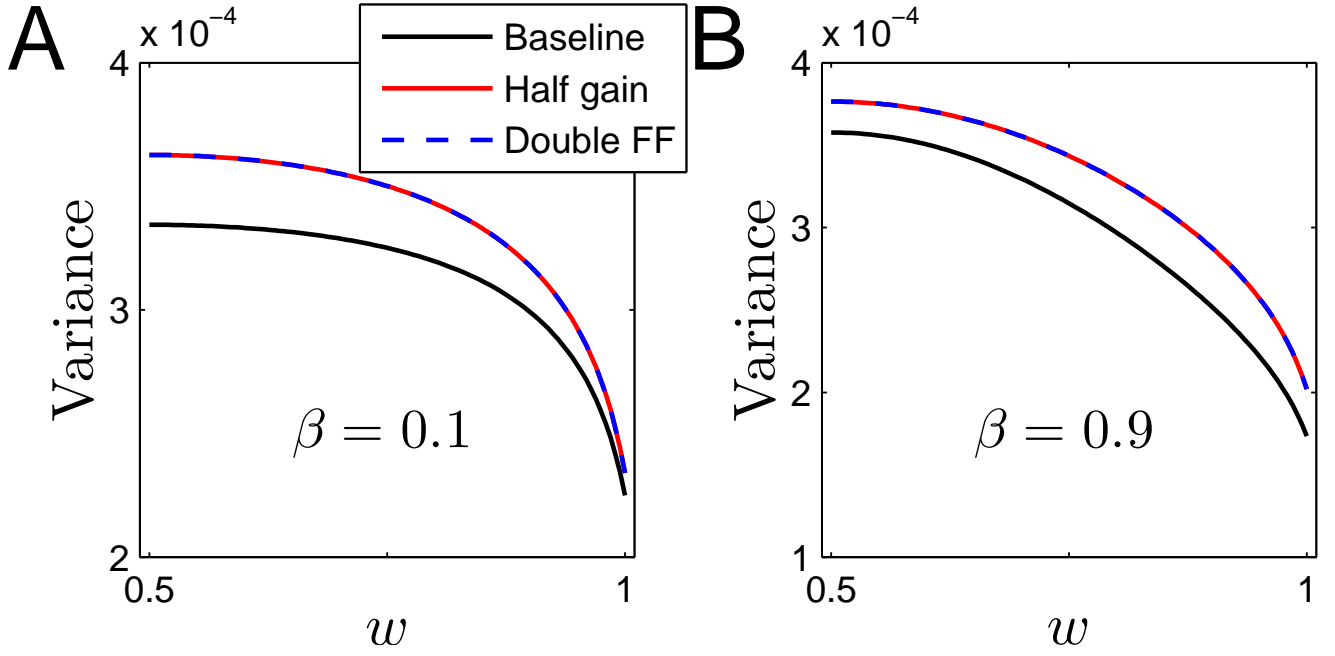 A
x 10⁻⁴
4
3
2
0.5
1
Variance
w
β = 0.1
Baseline
Half gain
Double FF
B
x 10⁻⁴
4
3
2
1
0.5
1
Variance
w
β = 0.9